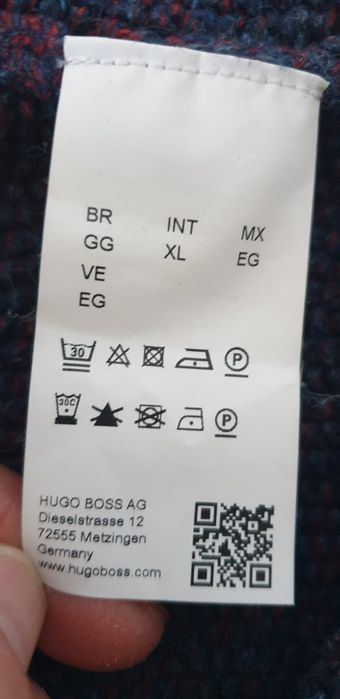 BR INT MX
GG XL EG
VE
EG
30 P
30C P
HUGO BOSS AG
Dieselstrasse 12
72555 Metzingen
Germany
www.hugoboss.com